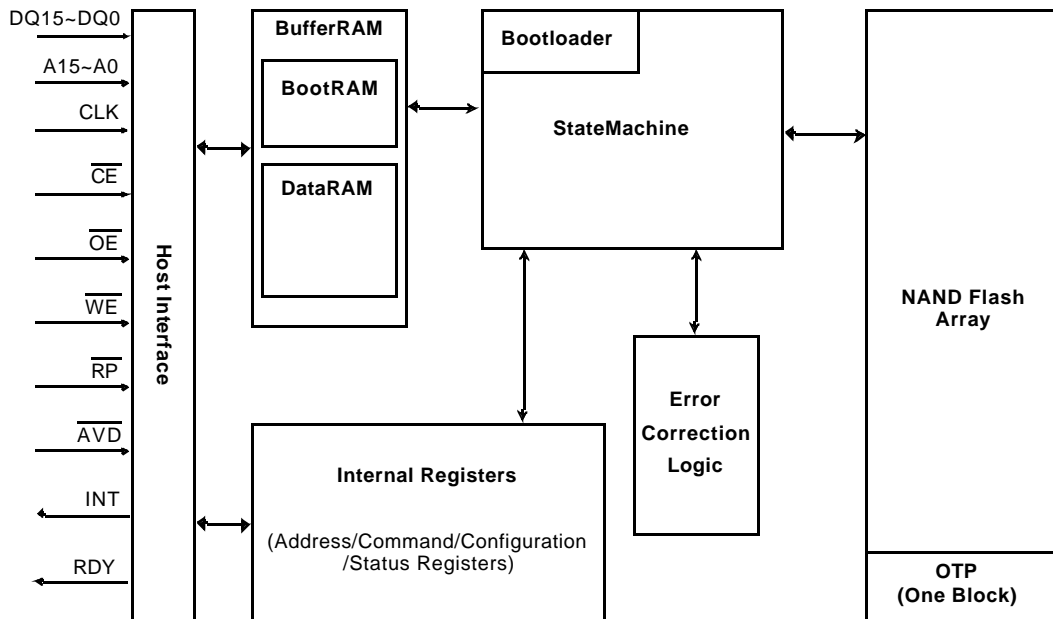 DQ15~DQ0
A15~A0
CLK
CE
OE
WE
RP
AVD
INT
RDY
Host Interface
BufferRAM
BootRAM
DataRAM
Bootloader
StateMachine
Error
Correction
Logic
Internal Registers
(Address/Command/Configuration
/Status Registers)
NAND Flash
Array
OTP
(One Block)